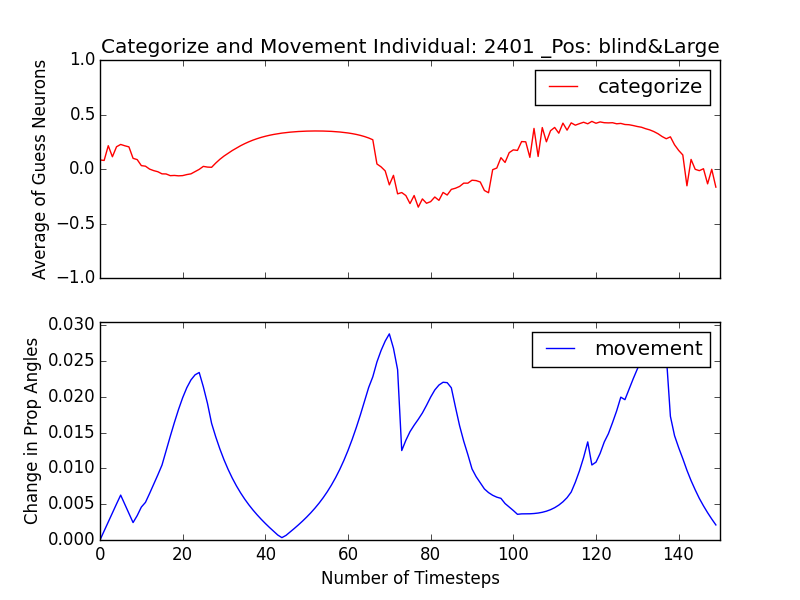 Categorize and Movement Individual: 2401 _Pos: blind&Large
1.0
0.5
0.0
−0.5
−1.0
Average of Guess Neurons
categorize
0.030
0.025
0.020
0.015
0.010
0.005
0.000
Change in Prop Angles
movement
0 20 40 60 80 100 120 140
Number of Timesteps